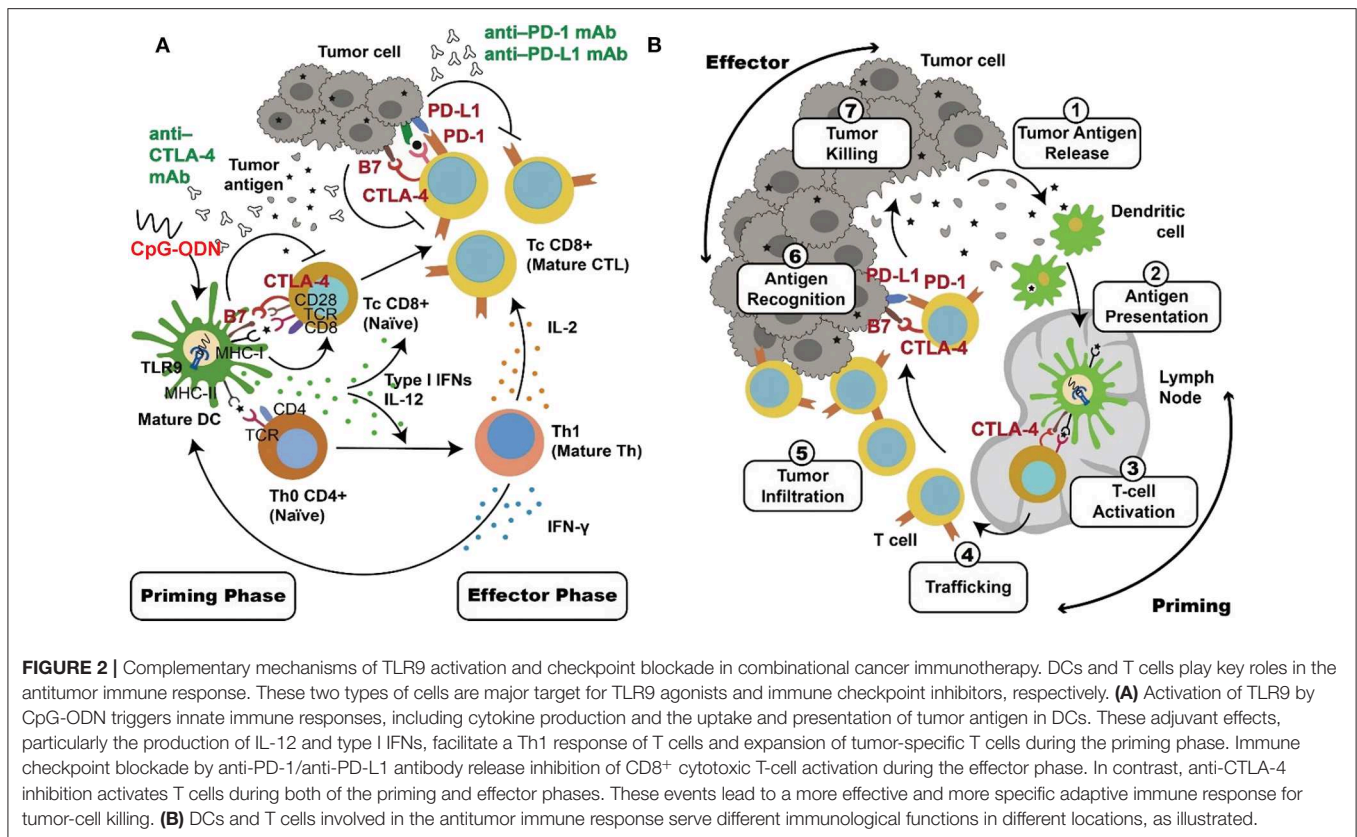 A
Tumor cell
anti–PD-1 mAb
anti–PD-L1 mAb
PD-L1
PD-1
anti–
CTLA-4
mAb
Tumor
antigen
B7
CTLA-4
CpG-ODN
Tc CD8+
(Mature CTL)
CTLA-4
CD28
TCR
CD8
B7
Tc CD8+
(Naïve)
MHC-I
TLR9
MHC-II
Mature DC
Type I IFNs
IL-12
IL-2
CD4
TCR
Th0 CD4+
(Naïve)
Th1
(Mature Th)
IFN-γ
Priming Phase
Effector Phase
B
Effector
Tumor cell
7
Tumor
Killing
1
Tumor Antigen
Release
Dendritic
cell
2
Antigen
Presentation
6
Antigen
Recognition
PD-L1
PD-1
B7
CTLA-4
Lymph
Node
CTLA-4
3
T-cell
Activation
5
Tumor
Infiltration
T cell
4
Trafficking
Priming
FIGURE 2 | Complementary mechanisms of TLR9 activation and checkpoint blockade in combinational cancer immunotherapy. DCs and T cells play key roles in the
antitumor immune response. These two types of cells are major target for TLR9 agonists and immune checkpoint inhibitors, respectively. (A) Activation of TLR9 by
CpG-ODN triggers innate immune responses, including cytokine production and the uptake and presentation of tumor antigen in DCs. These adjuvant effects,
particularly the production of IL-12 and type I IFNs, facilitate a Th1 response of T cells and expansion of tumor-specific T cells during the priming phase. Immune
checkpoint blockade by anti-PD-1/anti-PD-L1 antibody release inhibition of CD8+ cytotoxic T-cell activation during the effector phase. In contrast, anti-CTLA-4
inhibition activates T cells during both of the priming and effector phases. These events lead to a more effective and more specific adaptive immune response for
tumor-cell killing. (B) DCs and T cells involved in the antitumor immune response serve different immunological functions in different locations, as illustrated.